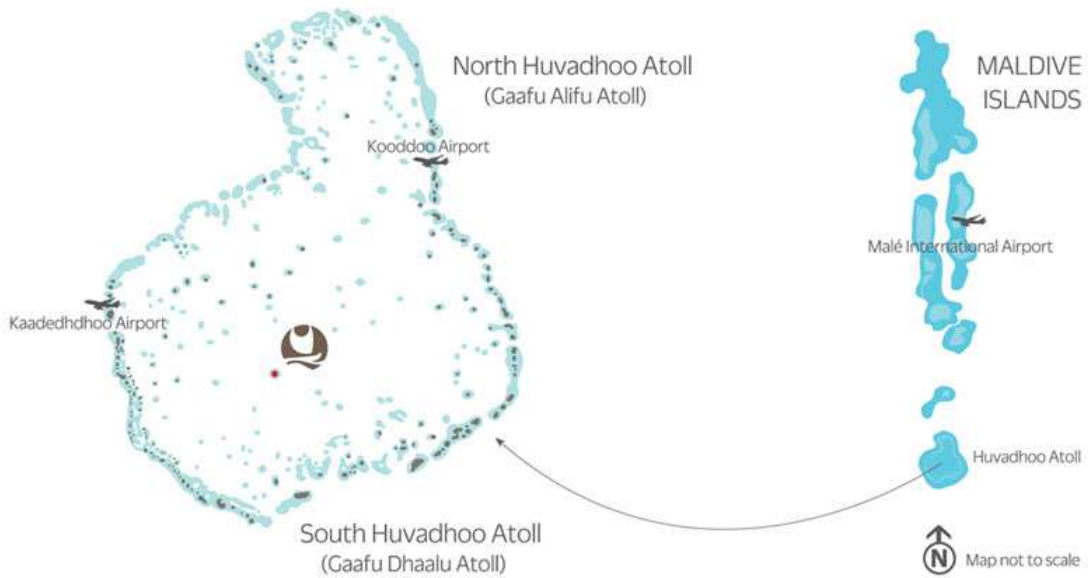 North Huvadhoo Atoll
(Gaafu Alifu Atoll)
Kooddoo Airport
Kaadedhdhoo Airport
South Huvadhoo Atoll
(Gaafu Dhaalu Atoll)
MALDIVE
ISLANDS
Malé International Airport
Huvadhoo Atoll
N
Map not to scale